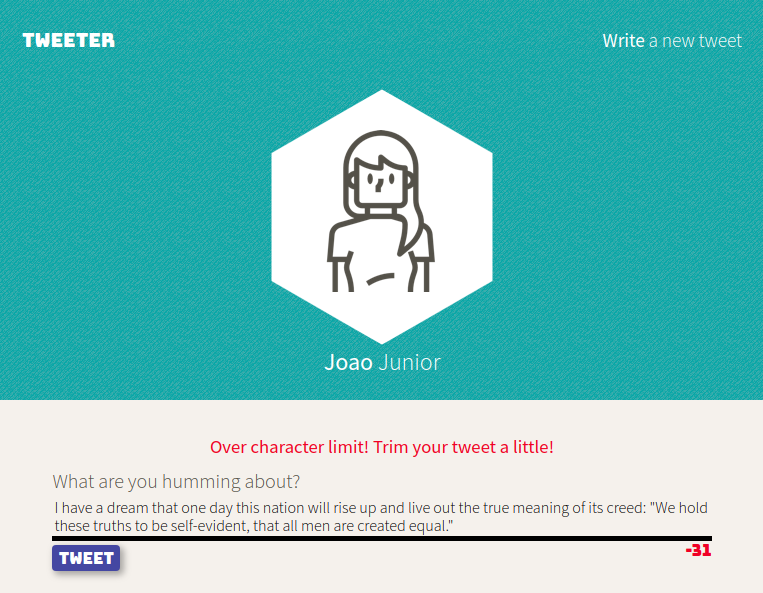 TWEETER
Write a new tweet
Joao Junior
Over character limit! Trim your tweet a little!
What are you humming about?
I have a dream that one day this nation will rise up and live out the true meaning of its creed: "We hold
these truths to be self-evident, that all men are created equal."
TWEET
-31